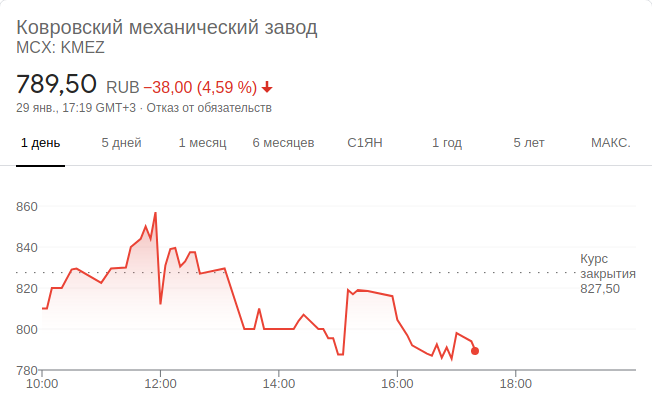 Ковровский механический завод
MCX: KMEZ
789,50 RUB −38,00 (4,59 %)
29 янв., 17:19 GMT+3 · Отказ от обязательств
1 день 5 дней 1 месяц 6 месяцев С1ЯН 1 год 5 лет МАКС.
860
840
Курс
закрытия
827,50
820
800
780
10:00 12:00 14:00 16:00 18:00